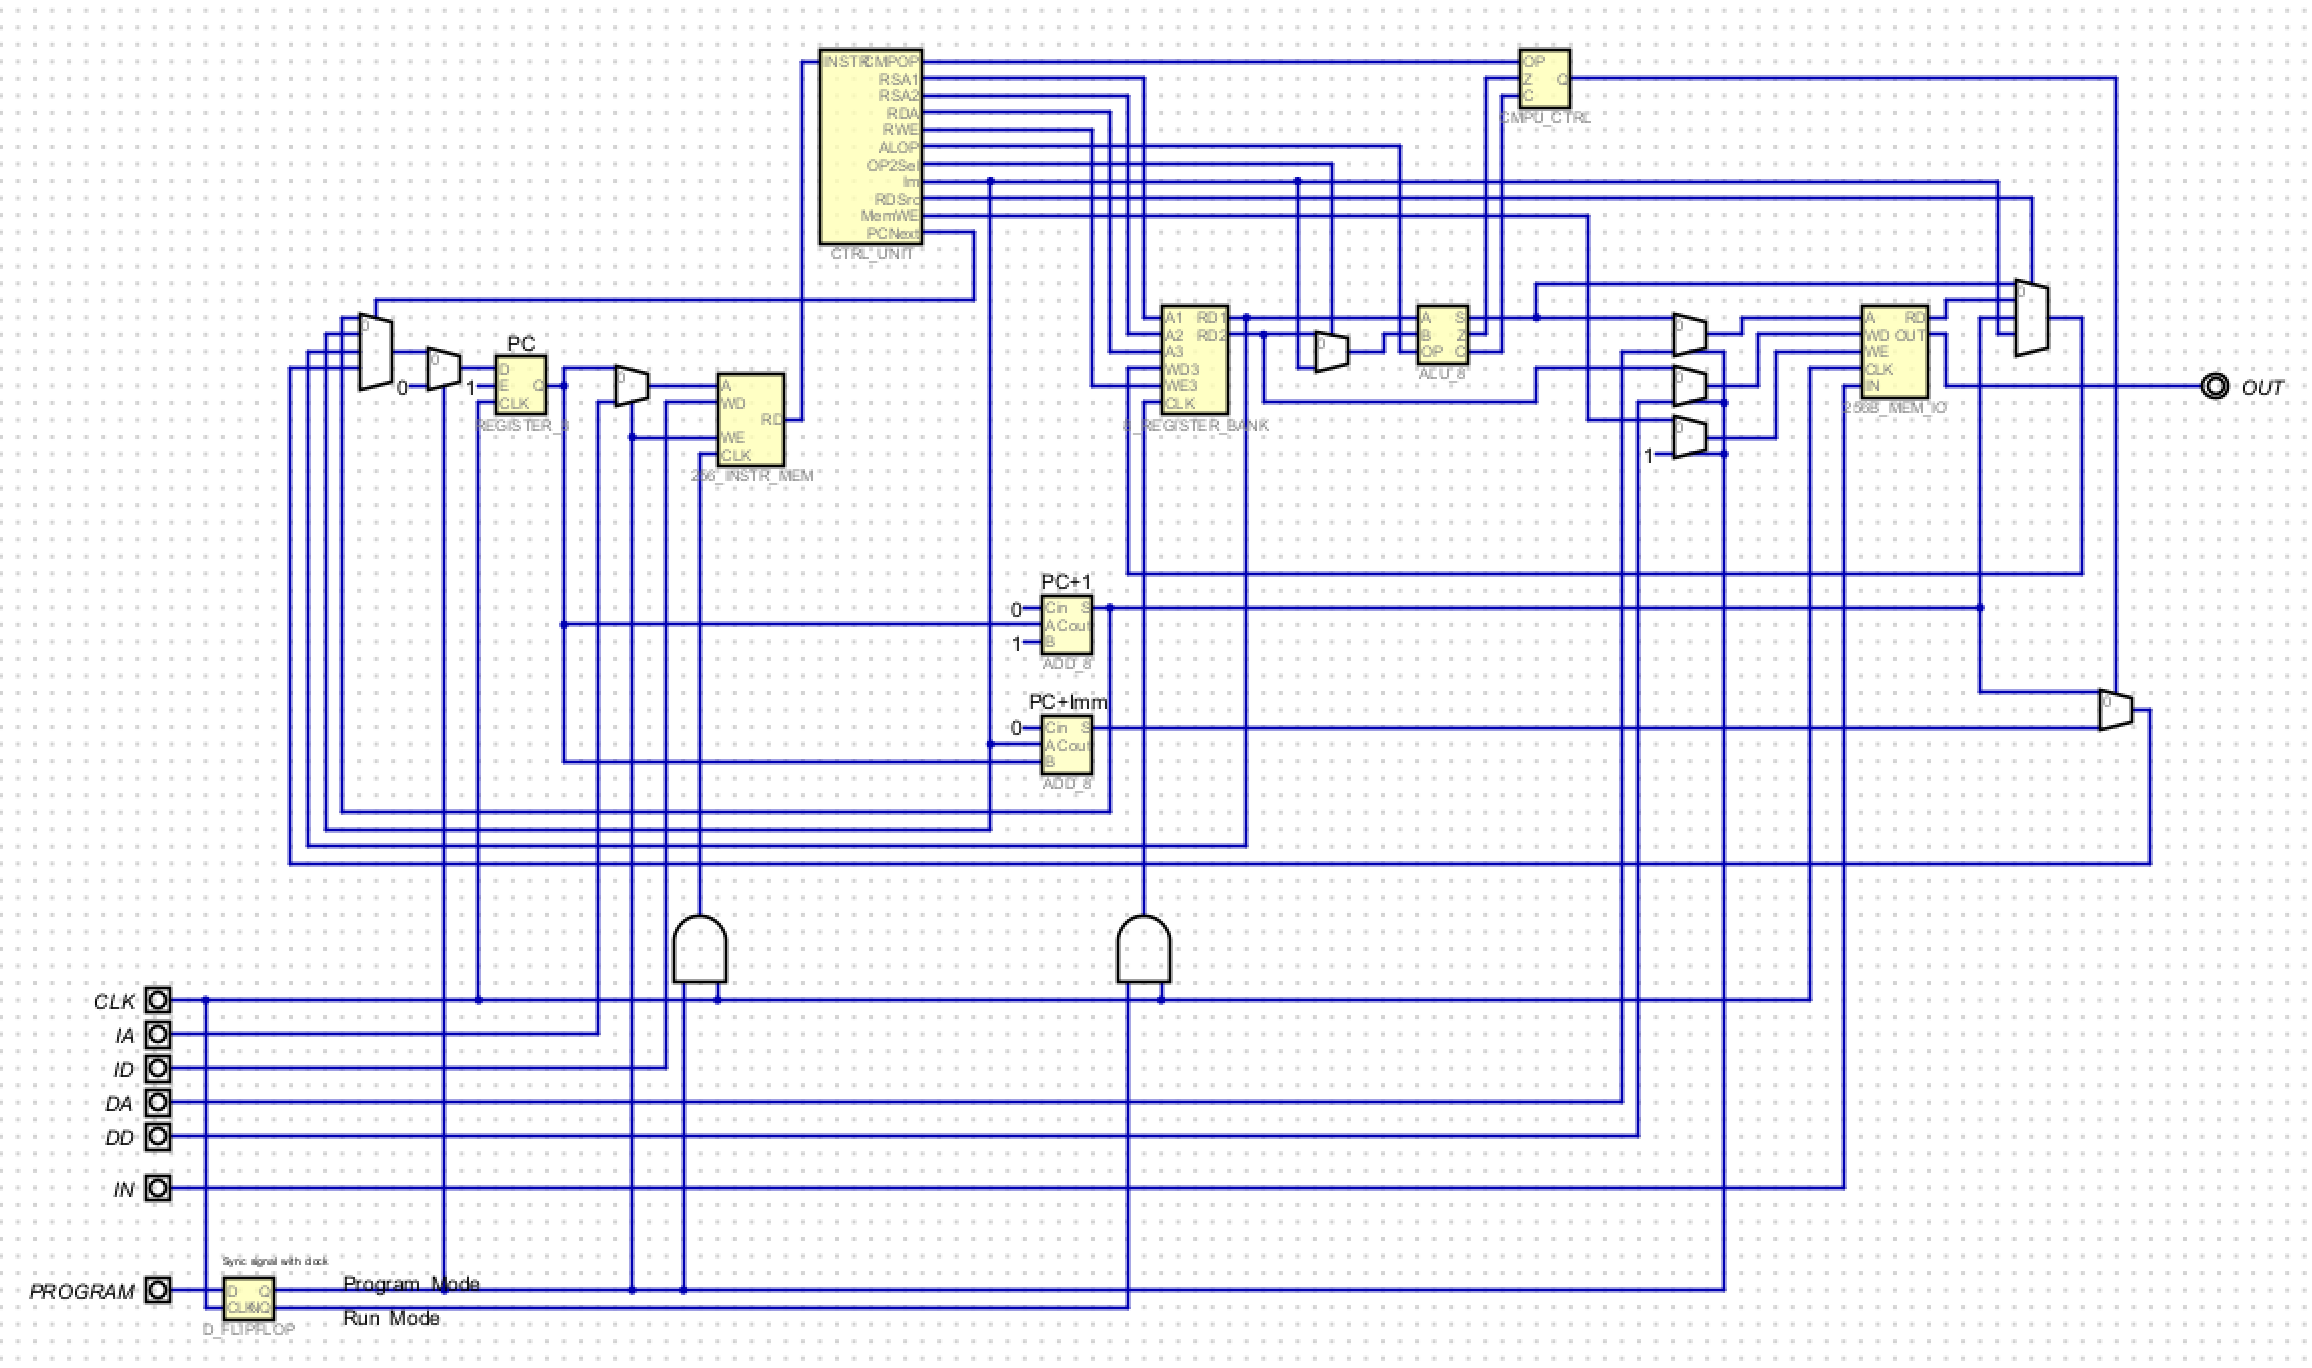 INSTR CMPOP
RSA1
RSA2
RDA
RWE
ALOP
OP2Sel
Im
RDSrc
MemWE
PCNext
CTRL_UNIT
OP
Z Q
C
CMPU_CTRL
0
0
0
PC
1
D
E Q
CLK
REGISTER_8
0
A
WD
RD
WE
CLK
256_INSTR_MEM
A1 RD1
A2 RD2
A3
WD3
WE3
CLK
8_REGISTER_BANK
0
A S
B Z
OP C
ALU_8
0
0
0
1
A RD
WD OUT
WE
CLK
IN
256B_MEM_IO
0
OUT
PC+1
0 Cin S
A Cout
1 B
ADD_8
PC+Imm
0 Cin S
A Cout
B
ADD_8
0
CLK
IA
ID
DA
DD
IN
Sync signal with clock
PROGRAM
D Q
CLK NQ
D_FLIPFLOP
Program Mode
Run Mode